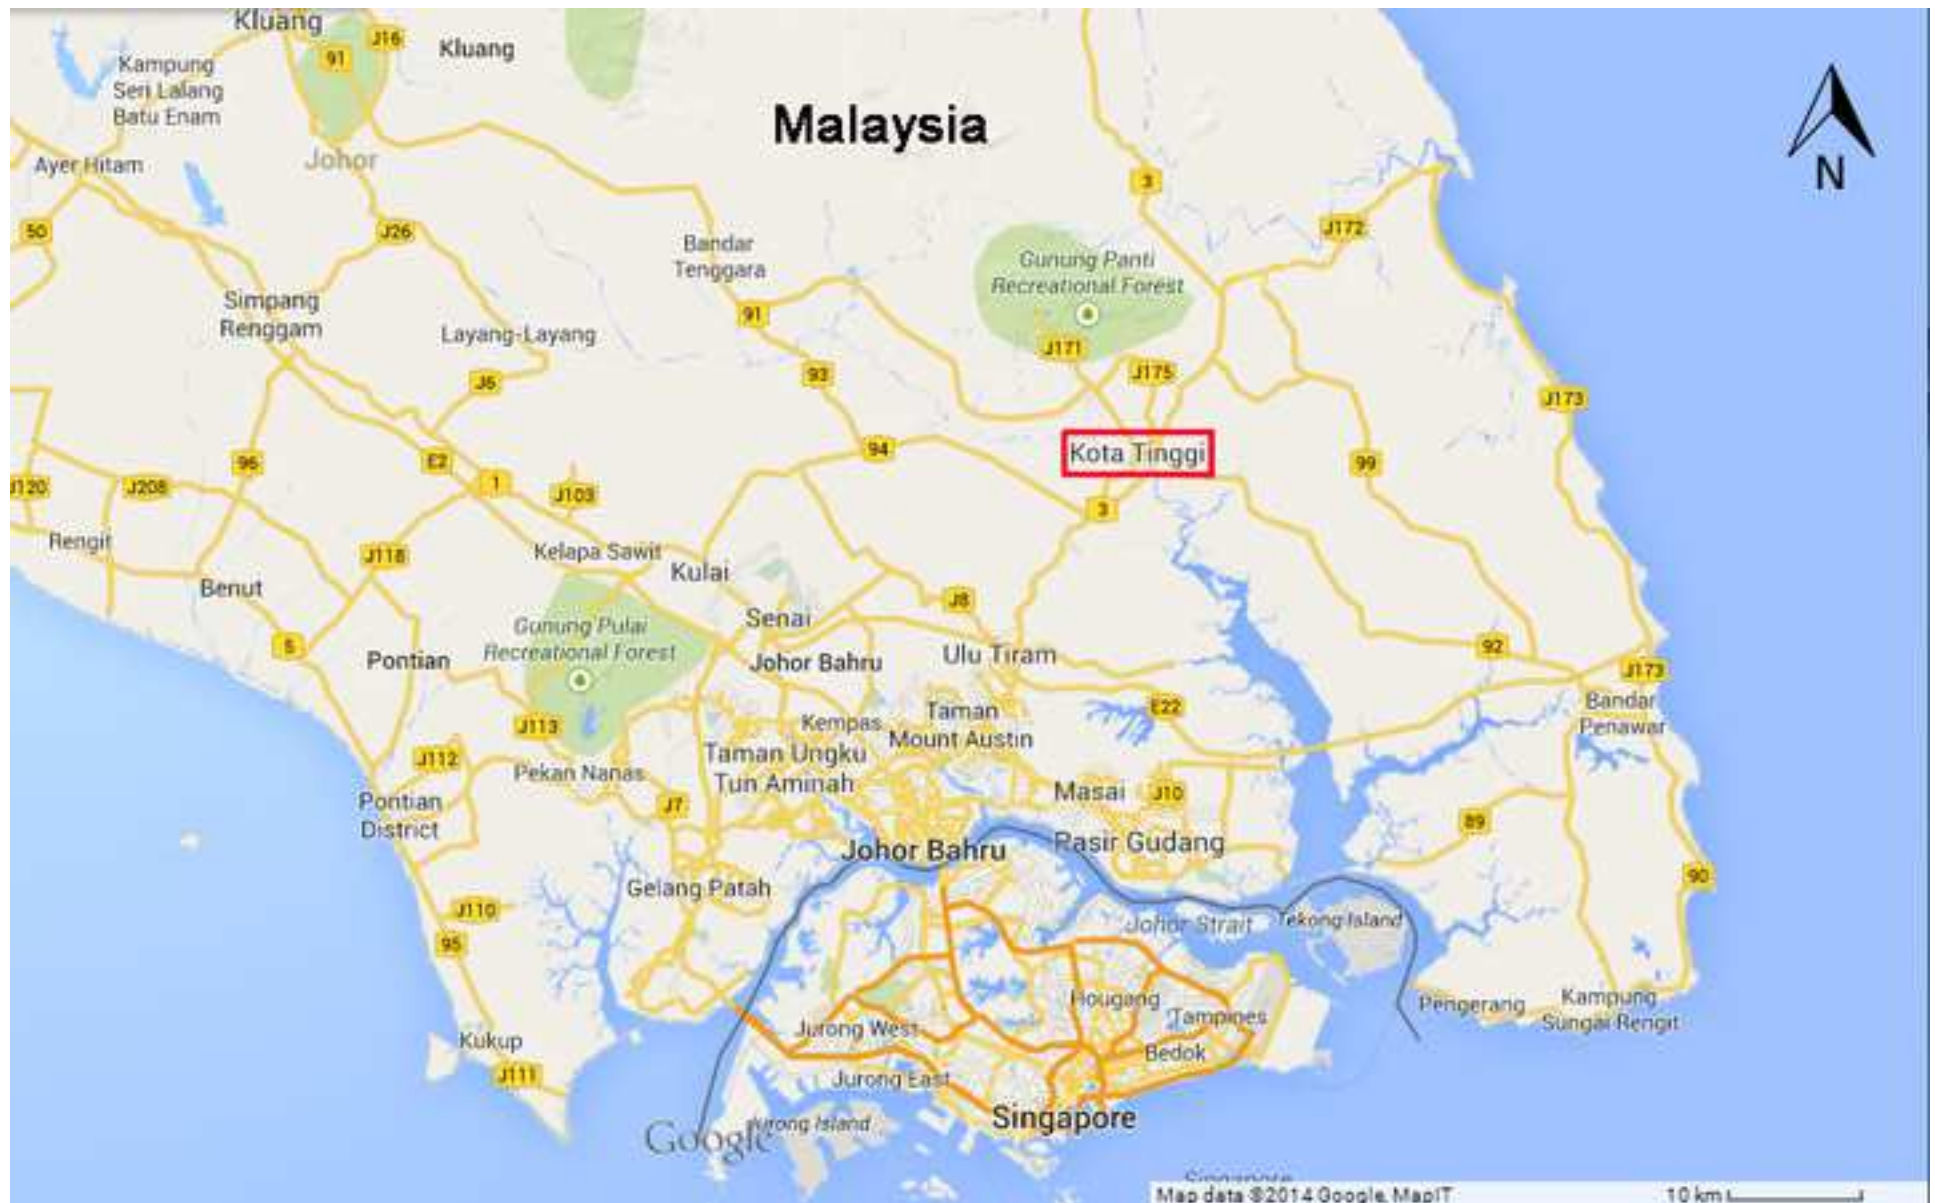 Kluang
J16
91
Kluang
Kampung
Seri Lalang
Batu Enam
Malaysia
N
Ayer Hitam
Johor
3
50
J26
J172
Bandar
Tenggara
Gunung Panti
Recreational Forest
Simpang
Renggam
91
Layang-Layang
J171
J175
93
J6
J173
94
Kota Tinggi
96
E2
99
J120
J208
1
J103
3
Rengit
J118
Kelapa Sawit
Kulai
Benut
J8
Senai
Gunung Pulai
Recreational Forest
5
92
Pontian
Johor Bahru
Ulu Tiram
J173
Bandar
Penawar
E22
Taman
Mount Austin
J113
Kempas
Taman Ungku
Tun Aminah
J112
Pekan Nanas
Masai
J10
Pontian
District
J7
89
Johor Bahru
Pasir Gudang
Gelang Patah
90
J110
Johor Strait
Tekong Island
95
Hougang
Pengerang
Kampung
Sungai Rengit
Jurong West
Tampines
Kukup
Bedok
J111
Jurong East
Singapore
Jurong Island
Google
Map data ©2014 Google, MapIT
10 km